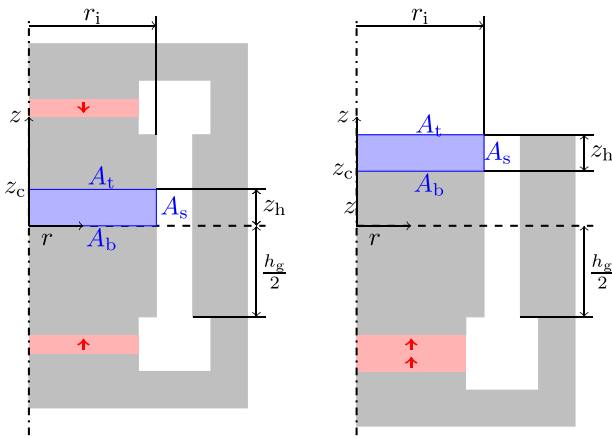 r_i
z
A_t
z_c
A_s
z_h
r
A_b
h_g/2
r_i
z
A_t
A_s
z_h
z_c
A_b
z
r
h_g/2